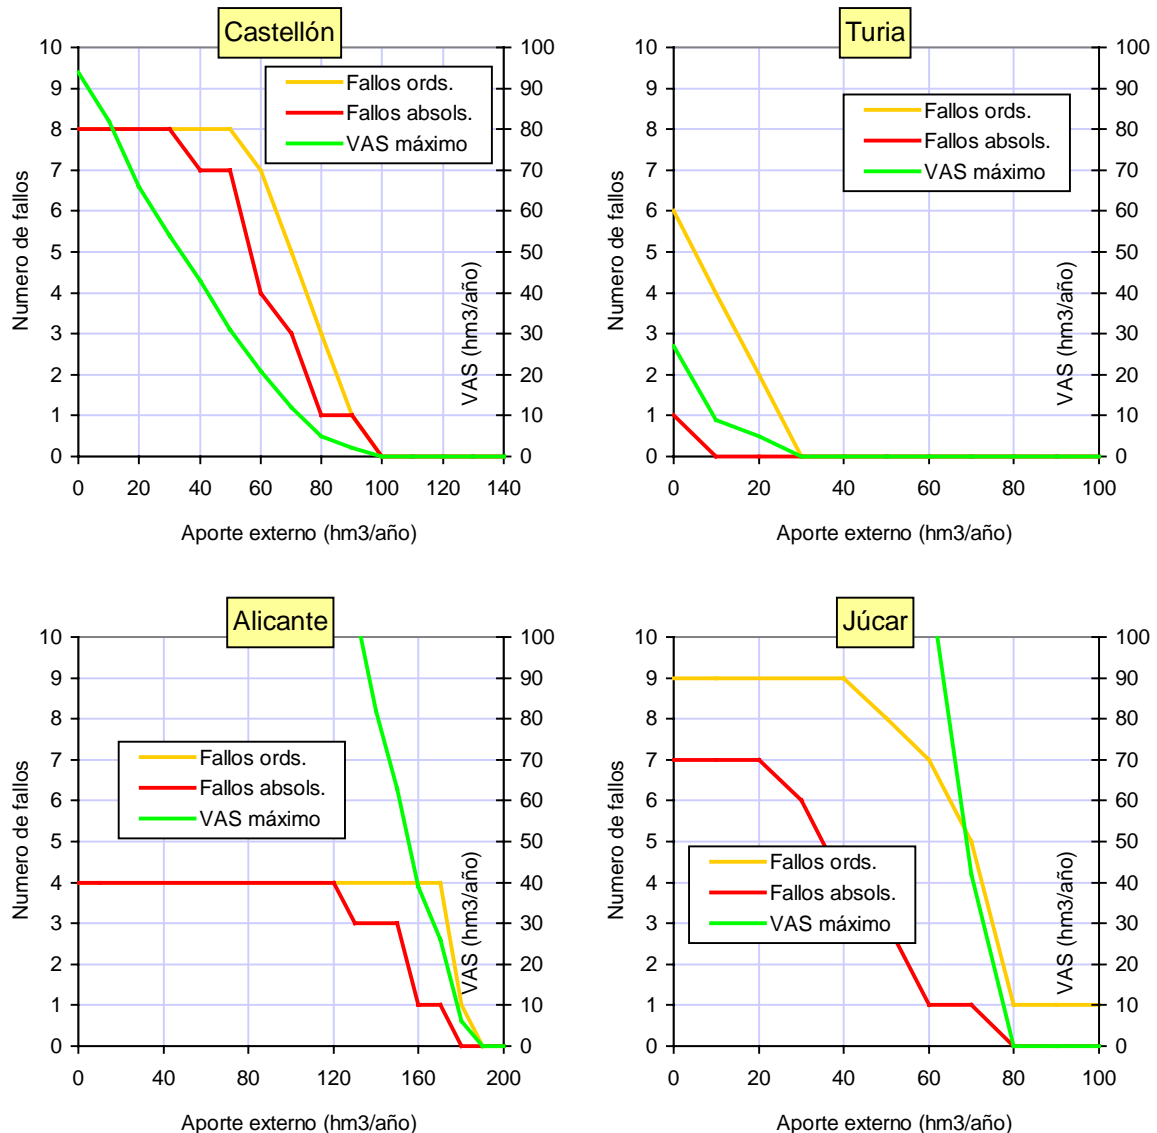 Castellón
10
9
8
7
6
5
4
3
2
1
0
Numero de fallos
100
90
80
70
60
50
40
30
20
10
0
VAS (hm3/año)
Fallos ords.
Fallos absols.
VAS máximo
0 20 40 60 80 100 120 140
Aporte externo (hm3/año)
Turia
10
9
8
7
6
5
4
3
2
1
0
Numero de fallos
100
90
80
70
60
50
40
30
20
10
0
VAS (hm3/año)
Fallos ords.
Fallos absols.
VAS máximo
0 20 40 60 80 100
Aporte externo (hm3/año)
Alicante
10
9
8
7
6
5
4
3
2
1
0
Numero de fallos
100
90
80
70
60
50
40
30
20
10
0
VAS (hm3/año)
Fallos ords.
Fallos absols.
VAS máximo
0 40 80 120 160 200
Aporte externo (hm3/año)
Júcar
10
9
8
7
6
5
4
3
2
1
0
Numero de fallos
100
90
80
70
60
50
40
30
20
10
0
VAS (hm3/año)
Fallos ords.
Fallos absols.
VAS máximo
0 20 40 60 80 100
Aporte externo (hm3/año)